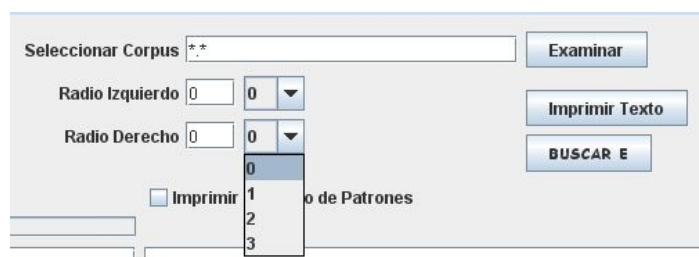 Seleccionar Corpus *.* Examinar
Radio Izquierdo 0 0
Imprimir Texto
Radio Derecho 0 0
BUSCAR E
0
Imprimir 1 o de Patrones
2
3